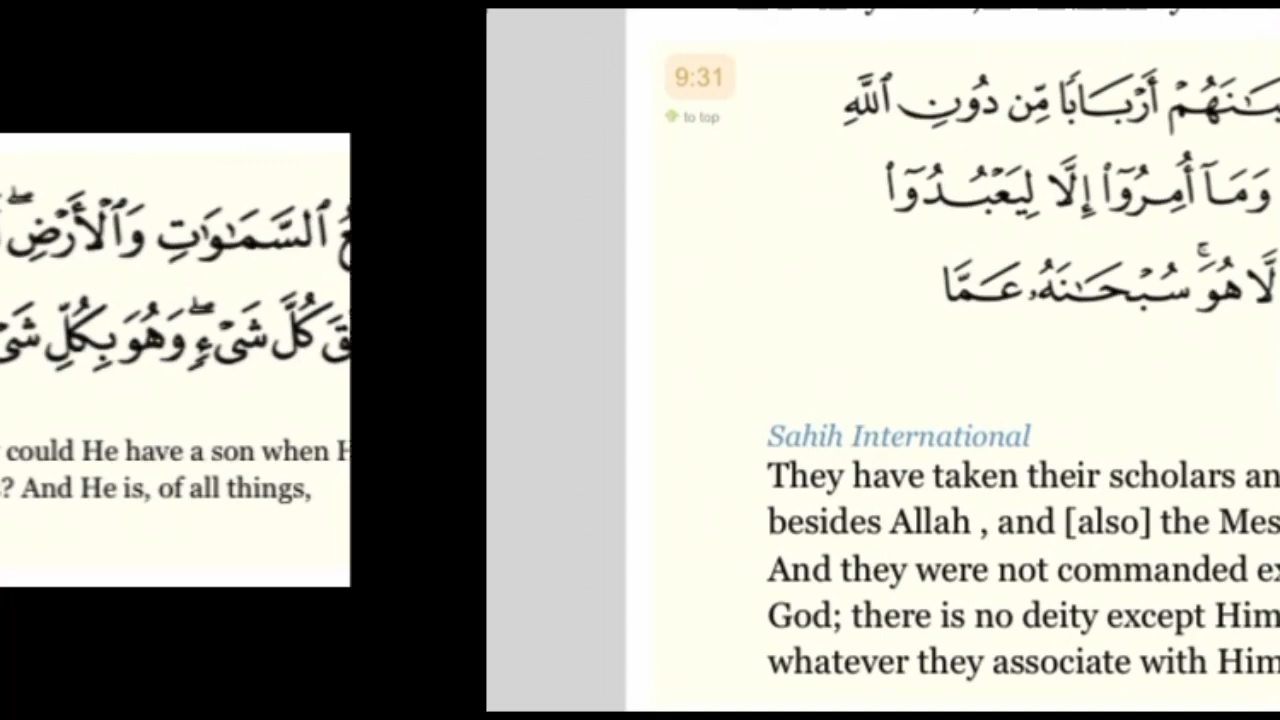 ٱلسَّمَـٰوَٰتِ وَٱلْأَرْضِ ۖ
كُلَّ شَىْءٍ ۖ وَهُوَ بِكُلِّ
could He have a son when
? And He is, of all things,
9:31
to top
أَرْبَابًا مِّن دُونِ ٱللَّهِ
وَمَآ أُمِرُوٓا۟ إِلَّا لِيَعْبُدُوٓا۟
لَّا هُوَ ۚ سُبْحَـٰنَهُۥ عَمَّا
Sahih International
They have taken their scholars an
besides Allah , and [also] the Mes
And they were not commanded ex
God; there is no deity except Him
whatever they associate with Him